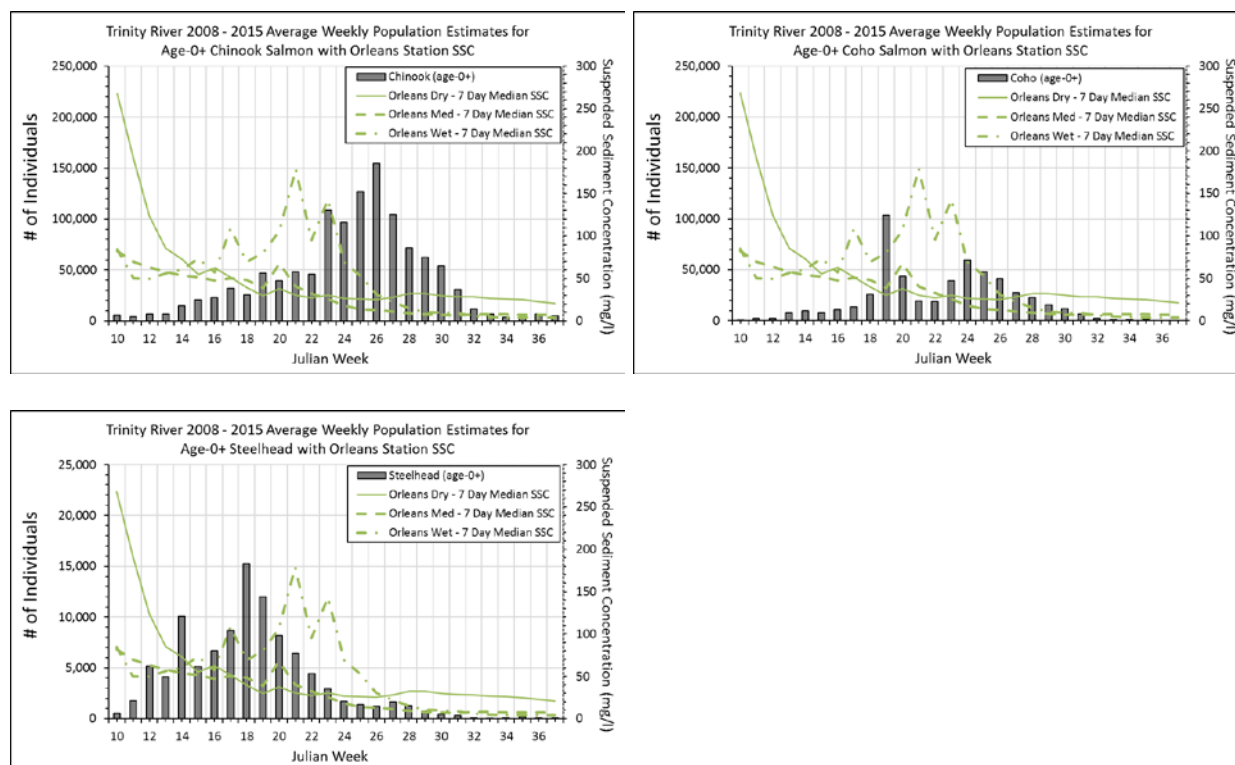 Trinity River 2008 - 2015 Average Weekly Population Estimates for
Age-0+ Chinook Salmon with Orleans Station SSC
# of Individuals
250,000
200,000
150,000
100,000
50,000
0
Chinook (age-0+)
Orleans Dry - 7 Day Median SSC
Orleans Med - 7 Day Median SSC
Orleans Wet - 7 Day Median SSC
300
250
200
150
100
50
0
Suspended Sediment Concentration (mg/l)
10 12 14 16 18 20 22 24 26 28 30 32 34 36
Julian Week
Trinity River 2008 - 2015 Average Weekly Population Estimates for
Age-0+ Coho Salmon with Orleans Station SSC
# of Individuals
250,000
200,000
150,000
100,000
50,000
0
Coho (age-0+)
Orleans Dry - 7 Day Median SSC
Orleans Med - 7 Day Median SSC
Orleans Wet - 7 Day Median SSC
300
250
200
150
100
50
0
Suspended Sediment Concentration (mg/l)
10 12 14 16 18 20 22 24 26 28 30 32 34 36
Julian Week
Trinity River 2008 - 2015 Average Weekly Population Estimates for
Age-0+ Steelhead with Orleans Station SSC
# of Individuals
25,000
20,000
15,000
10,000
5,000
0
Steelhead (age-0+)
Orleans Dry - 7 Day Median SSC
Orleans Med - 7 Day Median SSC
Orleans Wet - 7 Day Median SSC
300
250
200
150
100
50
0
Suspended Sediment Concentration (mg/l)
10 12 14 16 18 20 22 24 26 28 30 32 34 36
Julian Week